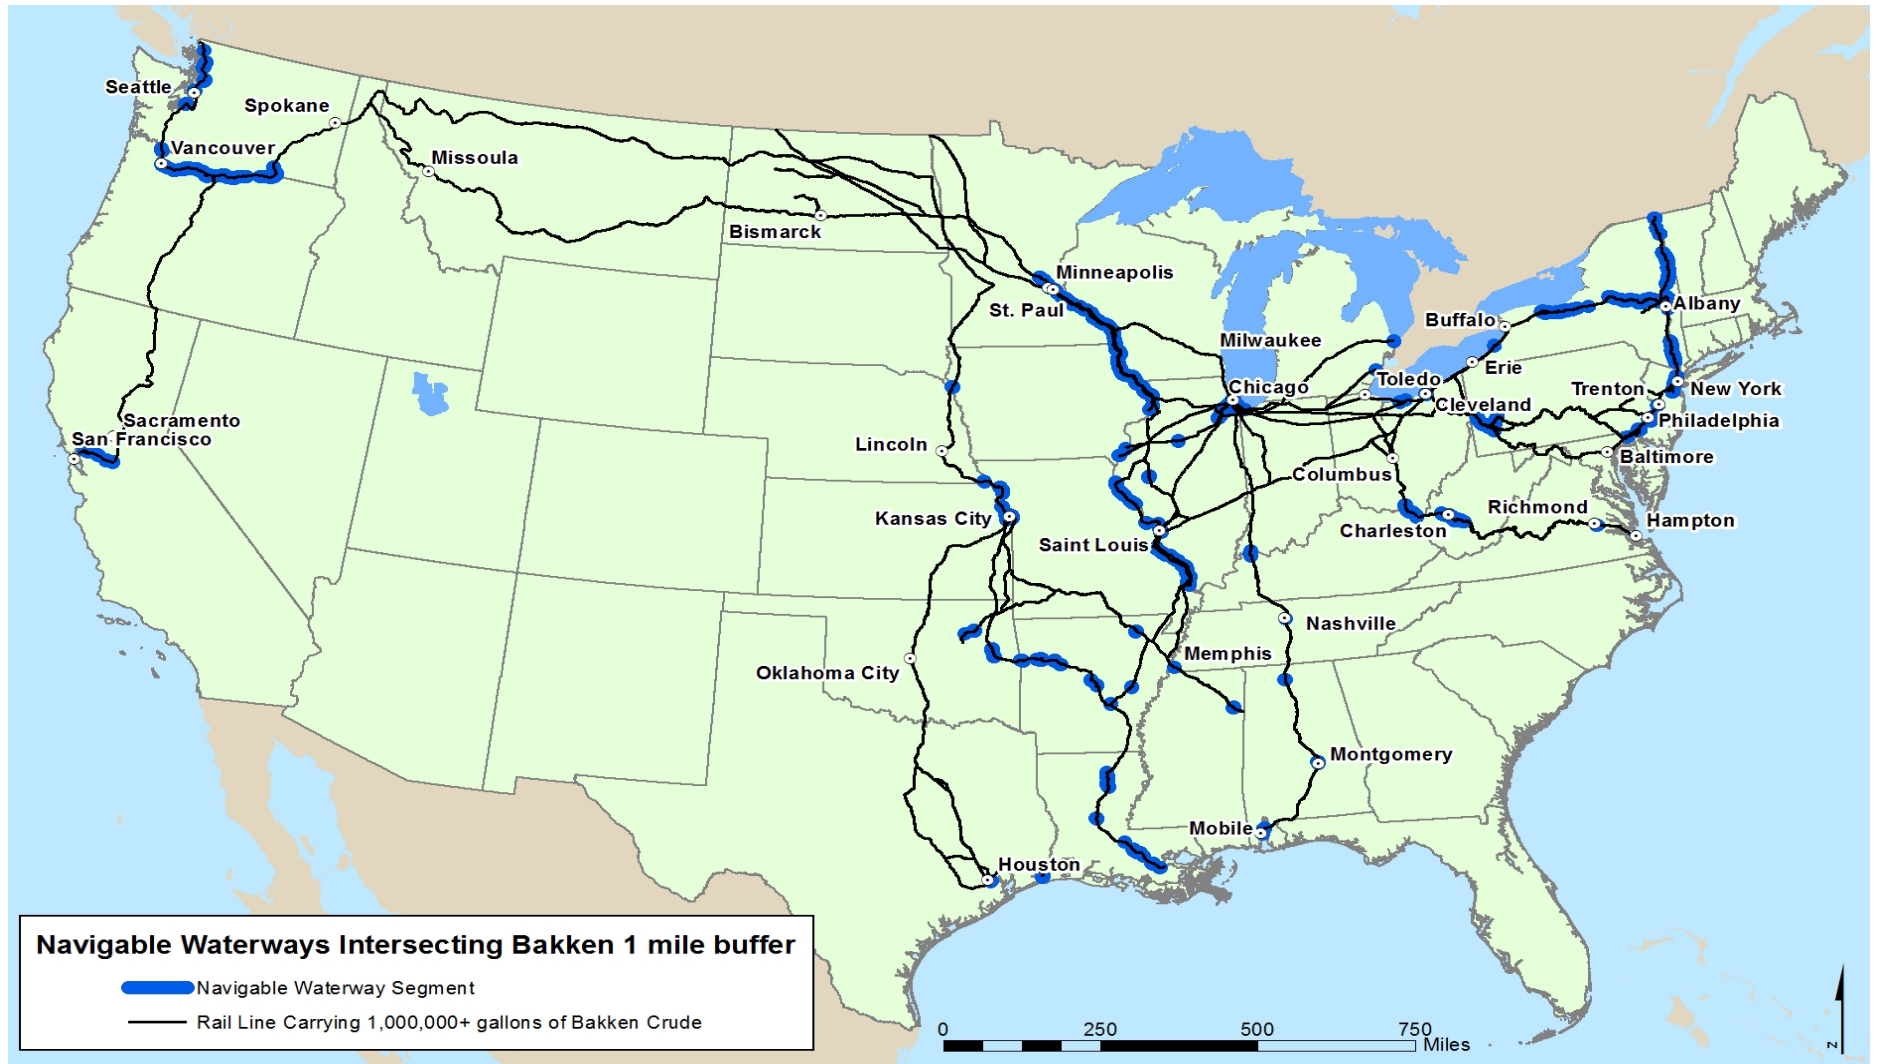 Seattle
Spokane
Vancouver
Missoula
Bismarck
Minneapolis
St. Paul
Milwaukee
Buffalo
Albany
Erie
Chicago
Toledo
Trenton
New York
Cleveland
Philadelphia
Sacramento
San Francisco
Lincoln
Baltimore
Columbus
Kansas City
Richmond
Hampton
Charleston
Saint Louis
Nashville
Memphis
Oklahoma City
Montgomery
Mobile
Houston
Navigable Waterways Intersecting Bakken 1 mile buffer
Navigable Waterway Segment
Rail Line Carrying 1,000,000+ gallons of Bakken Crude
0 250 500 750
Miles
N